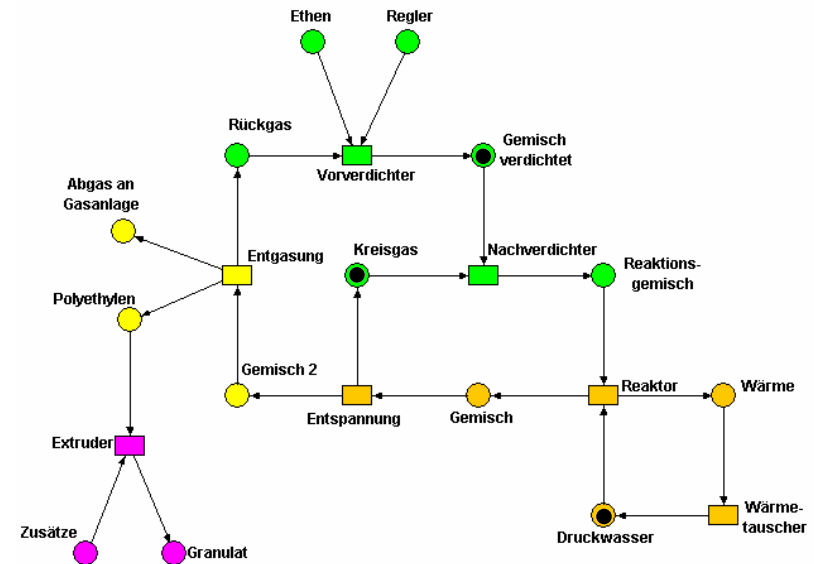 Ethen
Regler
Rückgas
Gemisch
verdichtet
Vorverdichter
Abgas an
Gasanlage
Entgasung
Kreisgas
Nachverdichter
Reaktions-
gemisch
Polyethylen
Gemisch 2
Reaktor
Wärme
Entspannung
Gemisch
Extruder
Wärme-
tauscher
Druckwasser
Zusätze
Granulat